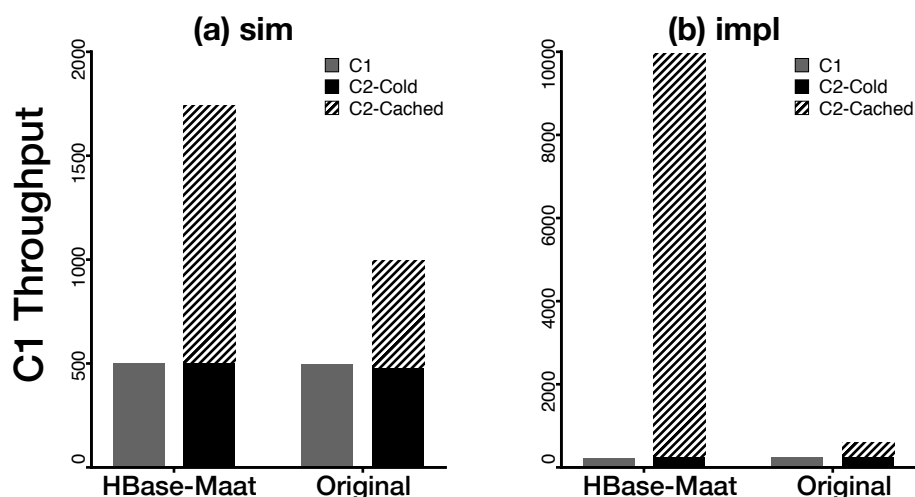 (a) sim
C1 Throughput
2000
1500
1000
500
0
C1
C2-Cold
C2-Cached
HBase-Maat Original
(b) impl
10000
8000
6000
4000
2000
0
C1
C2-Cold
C2-Cached
HBase-Maat Original